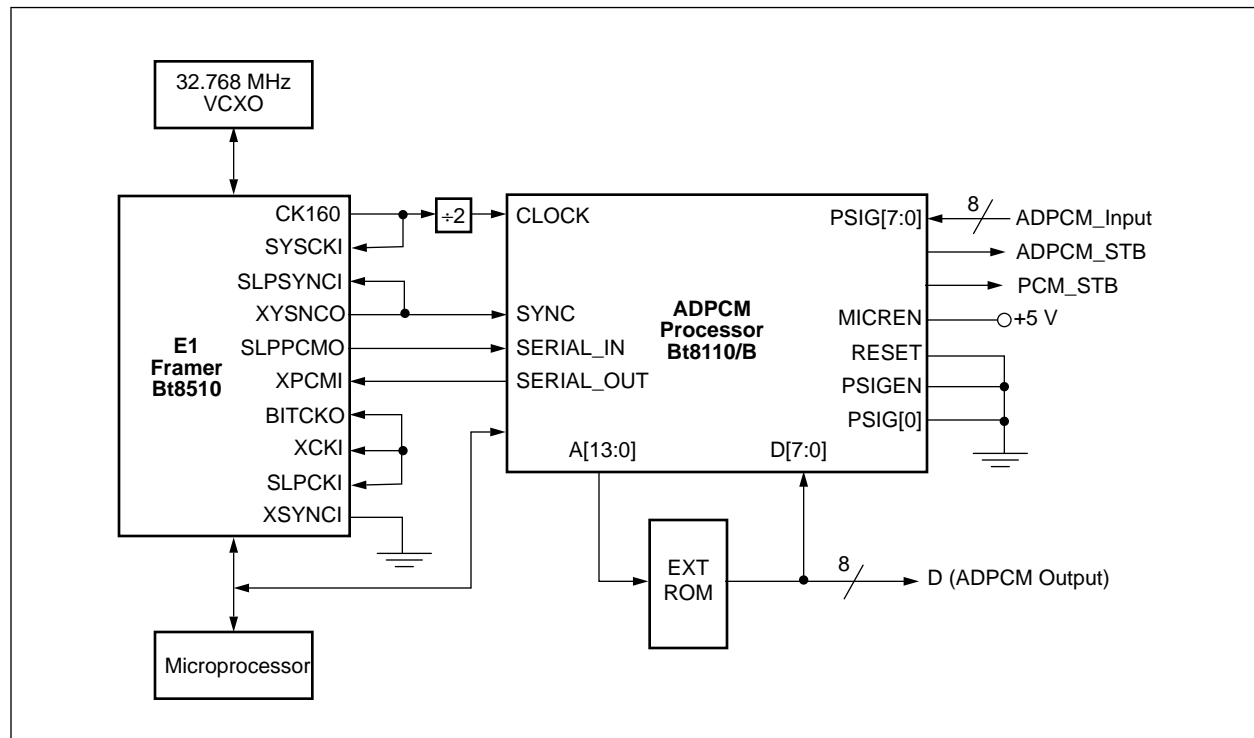 32.768 MHz
VCXO
E1
Framer
Bt8510
CK160
SYSCKI
SLPSYNCI
XYSNCO
SLPPCMO
XPCMI
BITCKO
XCKI
SLPCKI
XSYNCI
÷2
CLOCK
SYNC
SERIAL_IN
SERIAL_OUT
ADPCM
Processor
Bt8110/B
PSIG[7:0]
MICREN
RESET
PSIGEN
PSIG[0]
A[13:0]
D[7:0]
8
ADPCM_Input
ADPCM_STB
PCM_STB
+5 V
EXT
ROM
8
D (ADPCM Output)
Microprocessor